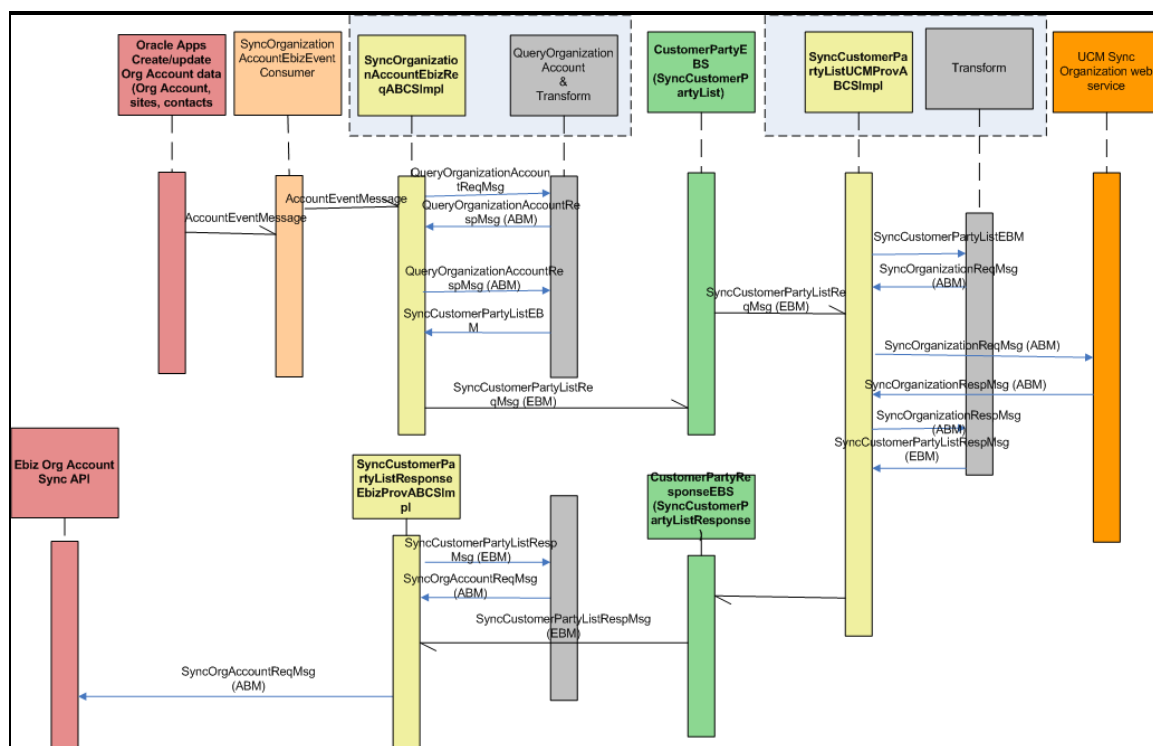 Oracle Apps
Create/update
Org Account data
(Org Account,
sites, contacts
SyncOrganization
AccountEbizEvent
Consumer
SyncOrganizatio
nAccountEbizRe
qABCSImpl
QueryOrganization
Account
&
Transform
CustomerPartyE
BS
(SyncCustomerP
artyList)
SyncCustomerPa
rtyListUCMProvA
BCSImpl
Transform
UCM Sync
Organization web
service
AccountEventMessage
AccountEventMessage
QueryOrganizationAccoun
tReqMsg
QueryOrganizationAccountRe
spMsg (ABM)
QueryOrganizationAccountRe
spMsg (ABM)
SyncCustomerPartyListEB
M
SyncCustomerPartyListRe
qMsg (EBM)
SyncCustomerPartyListRe
qMsg (EBM)
SyncCustomerPartyListEBM
SyncOrganizationReqMsg
(ABM)
SyncOrganizationReqMsg (ABM)
SyncOrganizationRespMsg (ABM)
SyncOrganizationRespMsg
(ABM)
SyncCustomerPartyListRespMsg
(EBM)
Ebiz Org Account
Sync API
SyncCustomerPa
rtyListResponse
EbizProvABCSImp
l
CustomerPartyRe
sponseEBS
(SyncCustomerP
artyListResponse
SyncCustomerPartyListResp
Msg (EBM)
SyncOrgAccountReqMsg
(ABM)
SyncCustomerPartyListRespMsg
(EBM)
SyncOrgAccountReqMsg
(ABM)